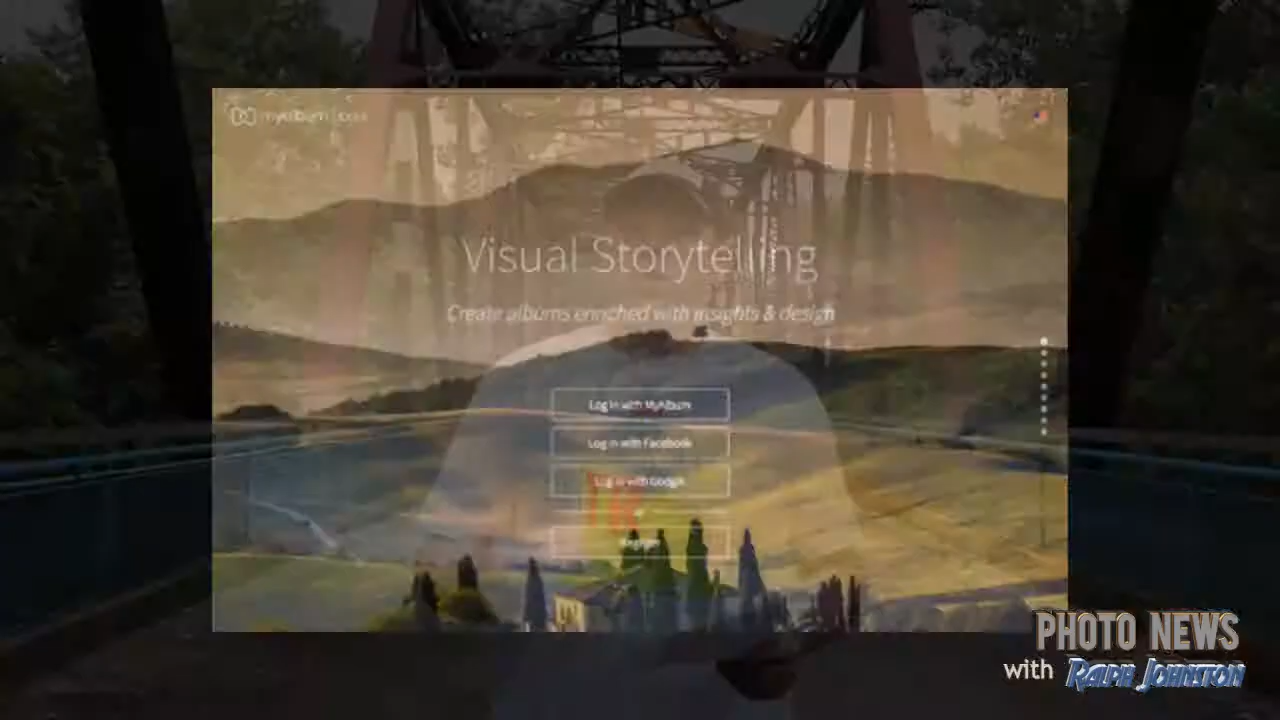 Visual Storytelling
Create albums enriched with insights & design
Log in with MyAlbum
Log in with Facebook
Log in with Google
PHOTO NEWS
with RALPH JOHNSTON